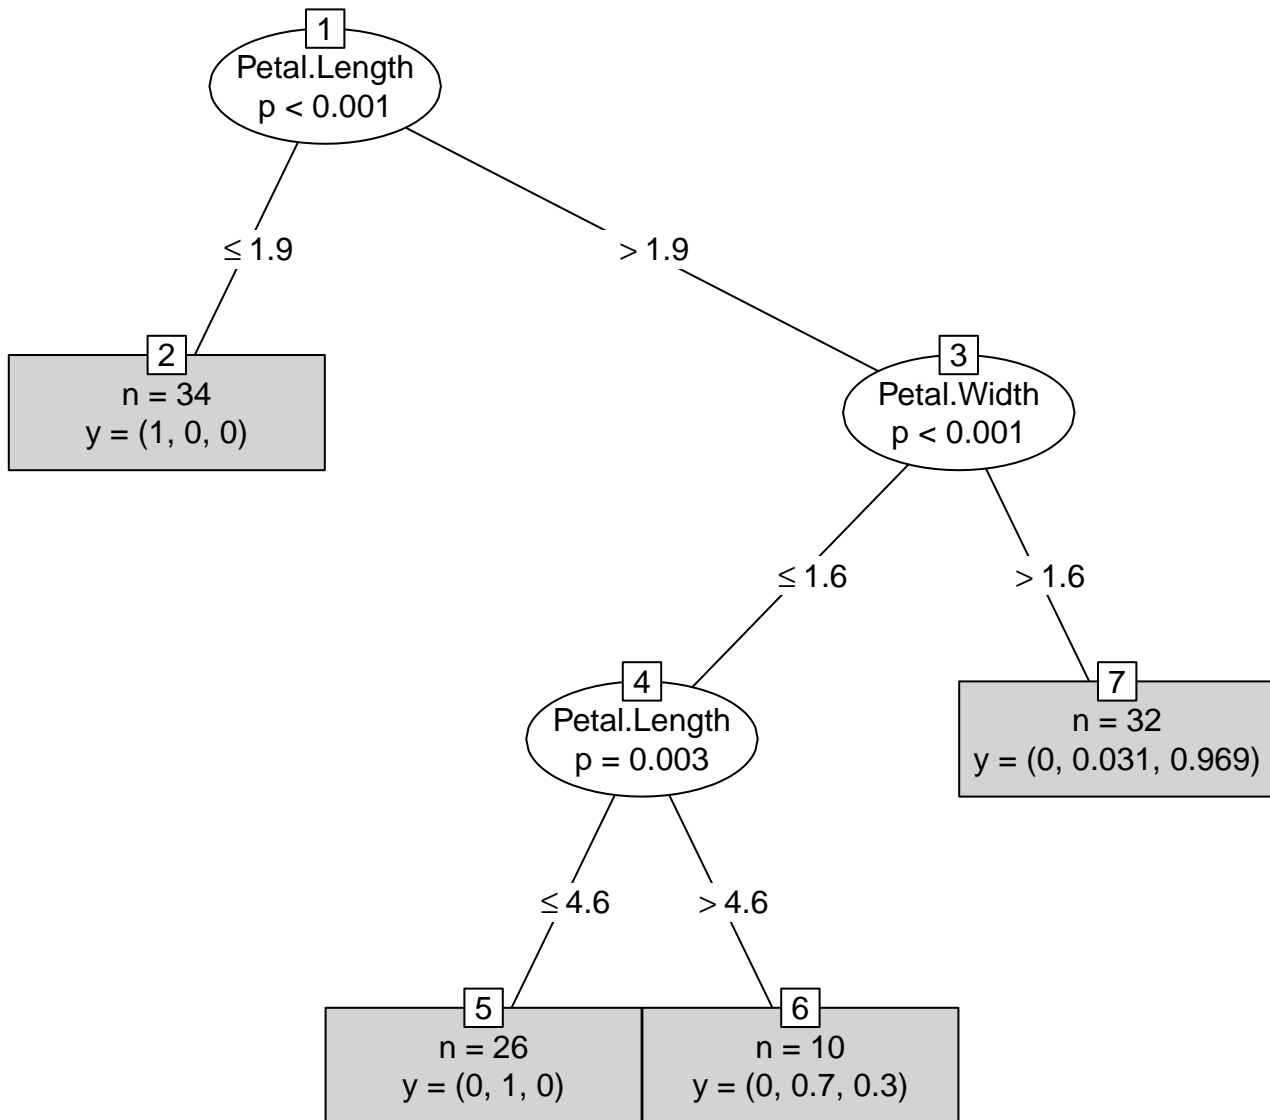 1
Petal.Length
p < 0.001
≤ 1.9
> 1.9
2
n = 34
y = (1, 0, 0)
3
Petal.Width
p < 0.001
≤ 1.6
> 1.6
4
Petal.Length
p = 0.003
7
n = 32
y = (0, 0.031, 0.969)
≤ 4.6
> 4.6
5
n = 26
y = (0, 1, 0)
6
n = 10
y = (0, 0.7, 0.3)